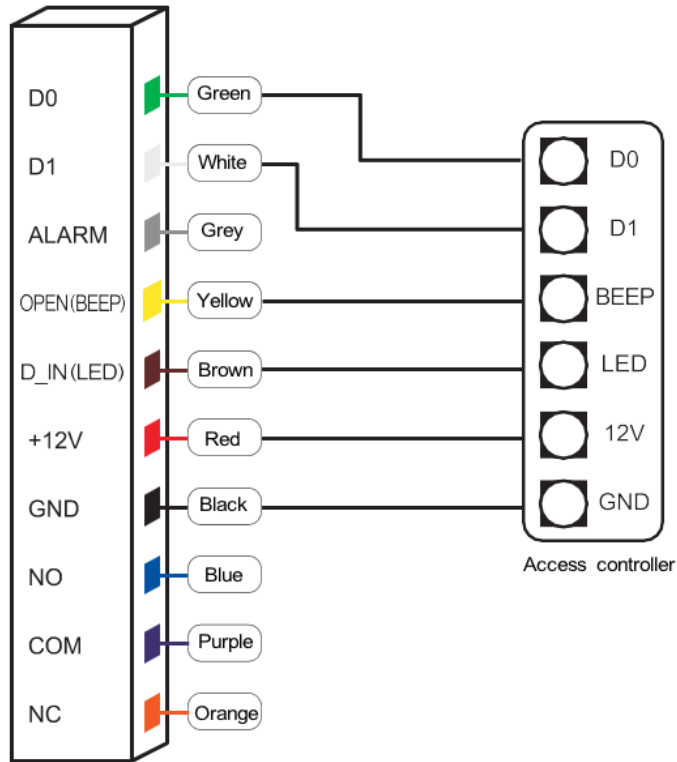 D0 Green D0
D1 White D1
ALARM Grey
OPEN(BEEP) Yellow BEEP
D_IN(LED) Brown LED
+12V Red 12V
GND Black GND
NO Blue
Access controller
COM Purple
NC Orange